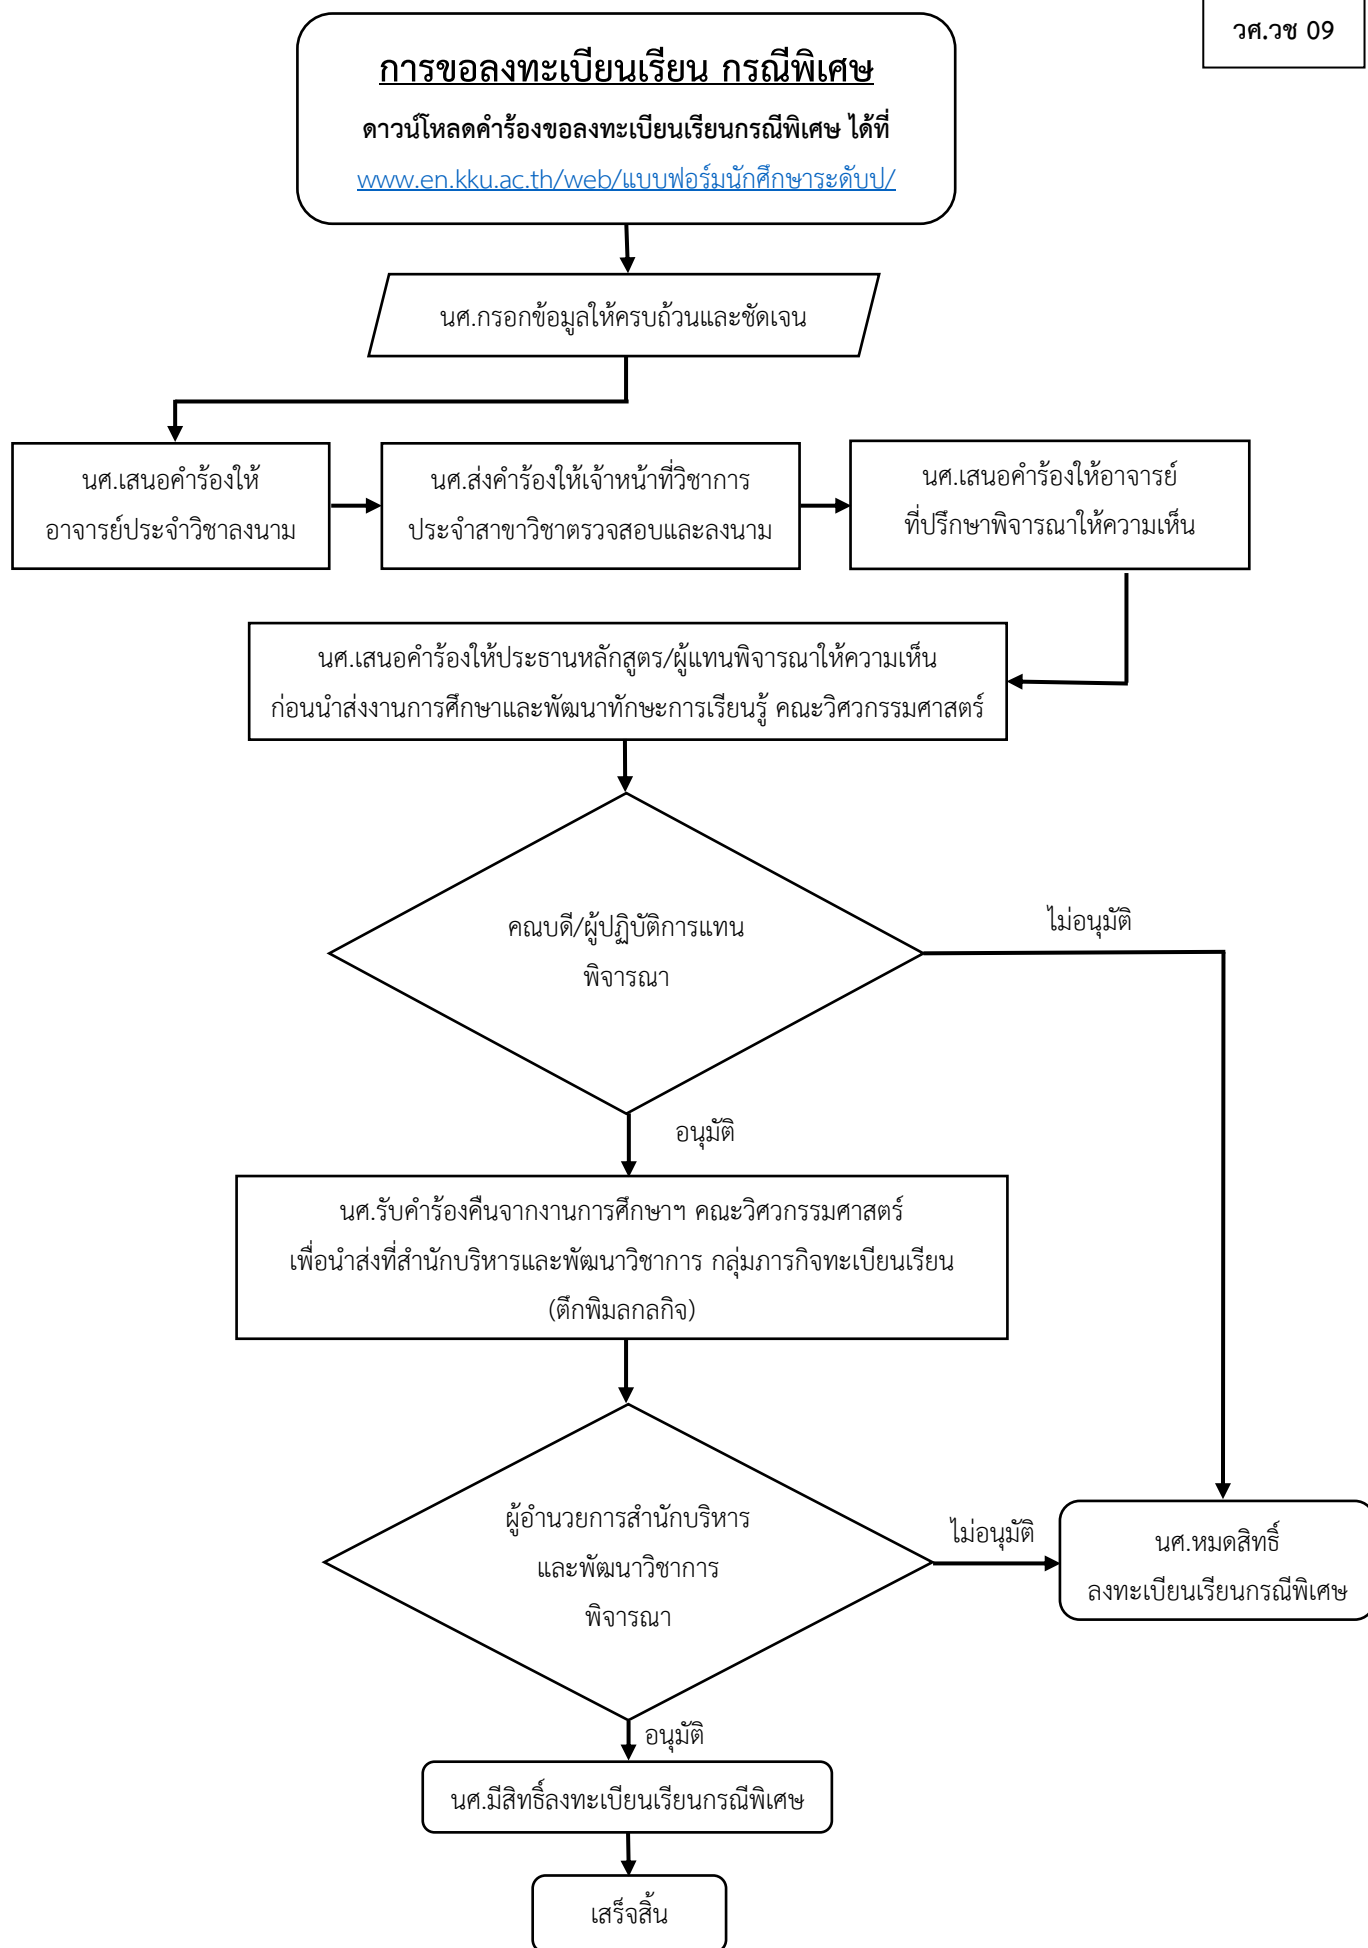 วศ.วช 09
การขอลงทะเบียนเรียน กรณีพิเศษ
ดาวน์โหลดคำร้องขอลงทะเบียนเรียนกรณีพิเศษ ได้ที่
www.en.kku.ac.th/web/แบบฟอร์มนักศึกษาระดับป/
นศ.กรอกข้อมูลให้ครบถ้วนและชัดเจน
นศ.เสนอคำร้องให้
อาจารย์ประจำวิชาลงนาม
นศ.ส่งคำร้องให้เจ้าหน้าที่วิชาการ
ประจำสาขาวิชาตรวจสอบและลงนาม
นศ.เสนอคำร้องให้อาจารย์
ที่ปรึกษาพิจารณาให้ความเห็น
นศ.เสนอคำร้องให้ประธานหลักสูตร/ผู้แทนพิจารณาให้ความเห็น
ก่อนนำส่งงานการศึกษาและพัฒนาทักษะการเรียนรู้ คณะวิศวกรรมศาสตร์
คณบดี/ผู้ปฏิบัติการแทน
พิจารณา
ไม่อนุมัติ
อนุมัติ
นศ.รับคำร้องคืนจากงานการศึกษาฯ คณะวิศวกรรมศาสตร์
เพื่อนำส่งที่สำนักบริหารและพัฒนาวิชาการ กลุ่มภารกิจทะเบียนเรียน
(ตึกพิมลกลกิจ)
ผู้อำนวยการสำนักบริหาร
และพัฒนาวิชาการ
พิจารณา
ไม่อนุมัติ
นศ.หมดสิทธิ์
ลงทะเบียนเรียนกรณีพิเศษ
อนุมัติ
นศ.มีสิทธิ์ลงทะเบียนเรียนกรณีพิเศษ
เสร็จสิ้น